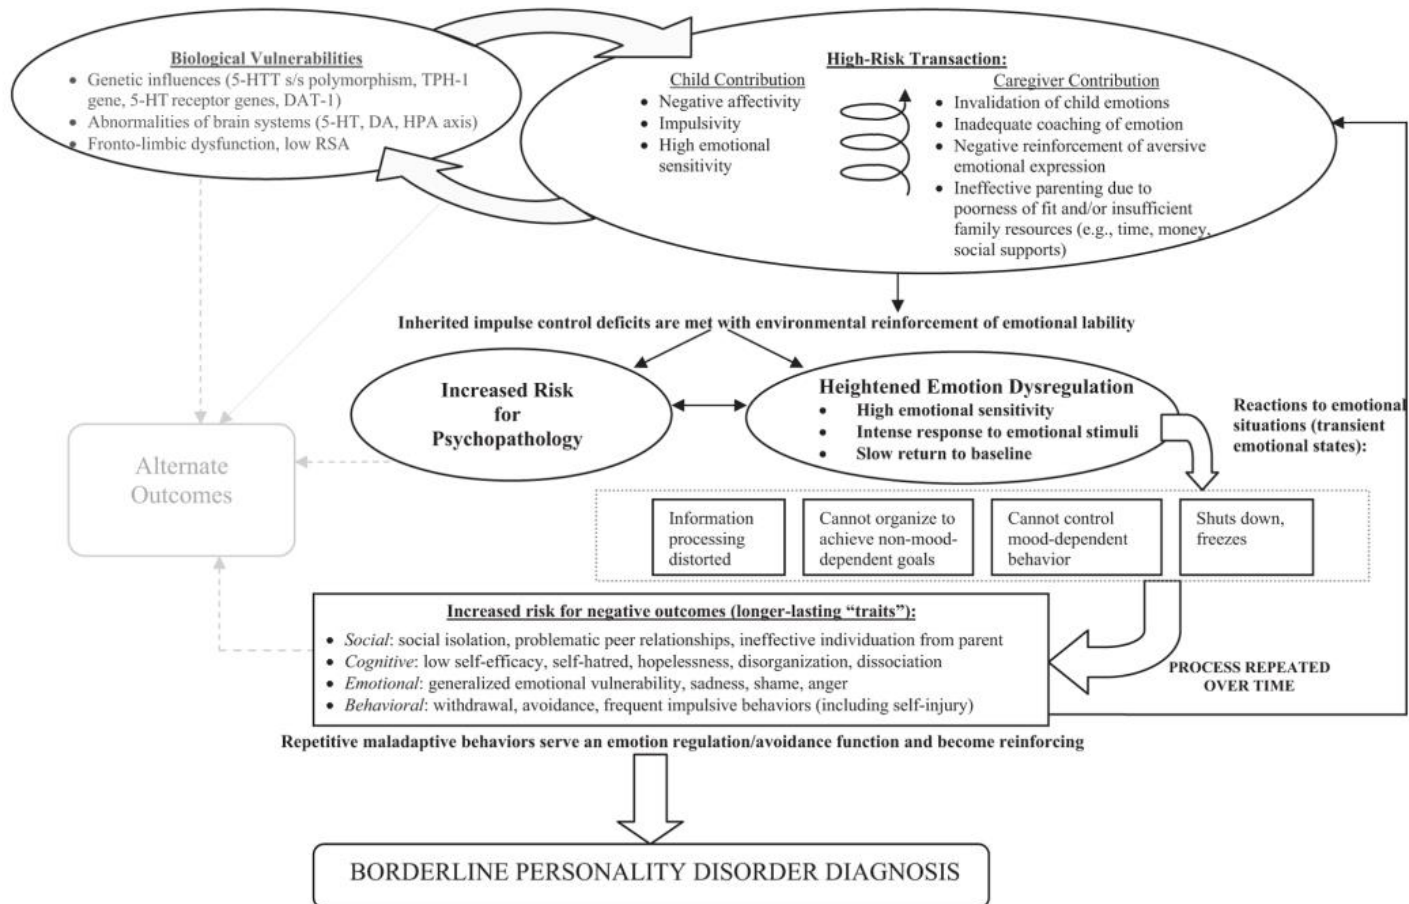 Biological Vulnerabilities
• Genetic influences (5-HTT s/s polymorphism, TPH-1
gene, 5-HT receptor genes, DAT-1)
• Abnormalities of brain systems (5-HT, DA, HPA axis)
• Fronto-limbic dysfunction, low RSA
High-Risk Transaction:
Child Contribution
• Negative affectivity
• Impulsivity
• High emotional
sensitivity
Caregiver Contribution
• Invalidation of child emotions
• Inadequate coaching of emotion
• Negative reinforcement of aversive
emotional expression
• Ineffective parenting due to
poorness of fit and/or insufficient
family resources (e.g., time, money,
social supports)
Inherited impulse control deficits are met with environmental reinforcement of emotional lability
Increased Risk
for
Psychopathology
Heightened Emotion Dysregulation
• High emotional sensitivity
• Intense response to emotional stimuli
• Slow return to baseline
Reactions to emotional
situations (transient
emotional states):
Alternate
Outcomes
Information
processing
distorted
Cannot organize to
achieve non-mood-
dependent goals
Cannot control
mood-dependent
behavior
Shuts down,
freezes
Increased risk for negative outcomes (longer-lasting “traits”):
• Social: social isolation, problematic peer relationships, ineffective individuation from parent
• Cognitive: low self-efficacy, self-hatred, hopelessness, disorganization, dissociation
• Emotional: generalized emotional vulnerability, sadness, shame, anger
• Behavioral: withdrawal, avoidance, frequent impulsive behaviors (including self-injury)
PROCESS REPEATED
OVER TIME
Repetitive maladaptive behaviors serve an emotion regulation/avoidance function and become reinforcing
BORDERLINE PERSONALITY DISORDER DIAGNOSIS